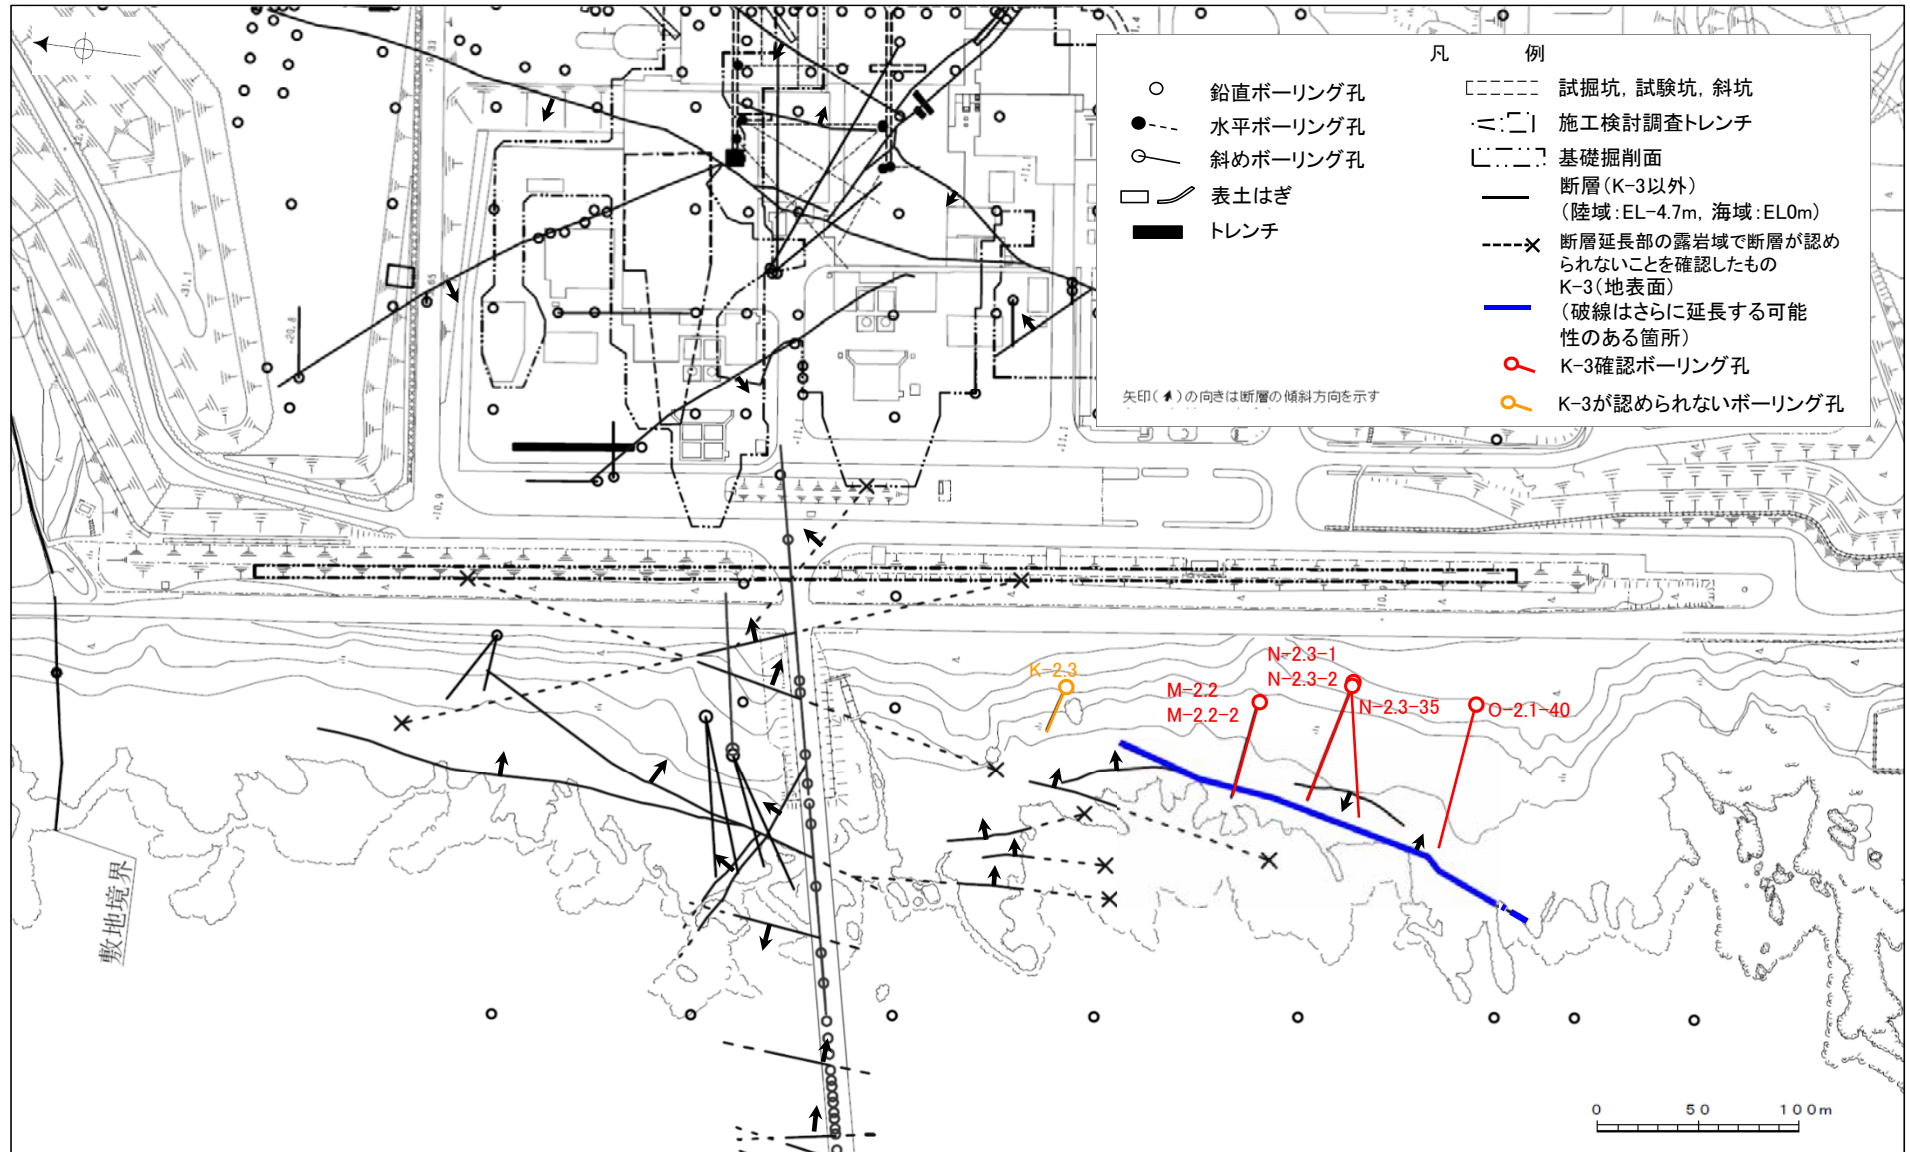 凡 例
鉛直ボーリング孔
水平ボーリング孔
斜めボーリング孔
表土はぎ
トレンチ
試掘坑, 試験坑, 斜坑
施工検討調査トレンチ
基礎掘削面
断層（K-3以外）
（陸域：EL-4.7m, 海域：EL0m）
断層延長部の露岩域で断層が認め
られないことを確認したもの
K-3（地表面）
（破線はさらに延長する可能
性のある箇所）
K-3確認ボーリング孔
K-3が認められないボーリング孔
矢印（ ）の向きは断層の傾斜方向を示す
K-2.3
M-2.2
M-2.2-2
N-2.3-1
N-2.3-2
N-2.3-35
O-2.1-40
敷地境界
0 50 100m